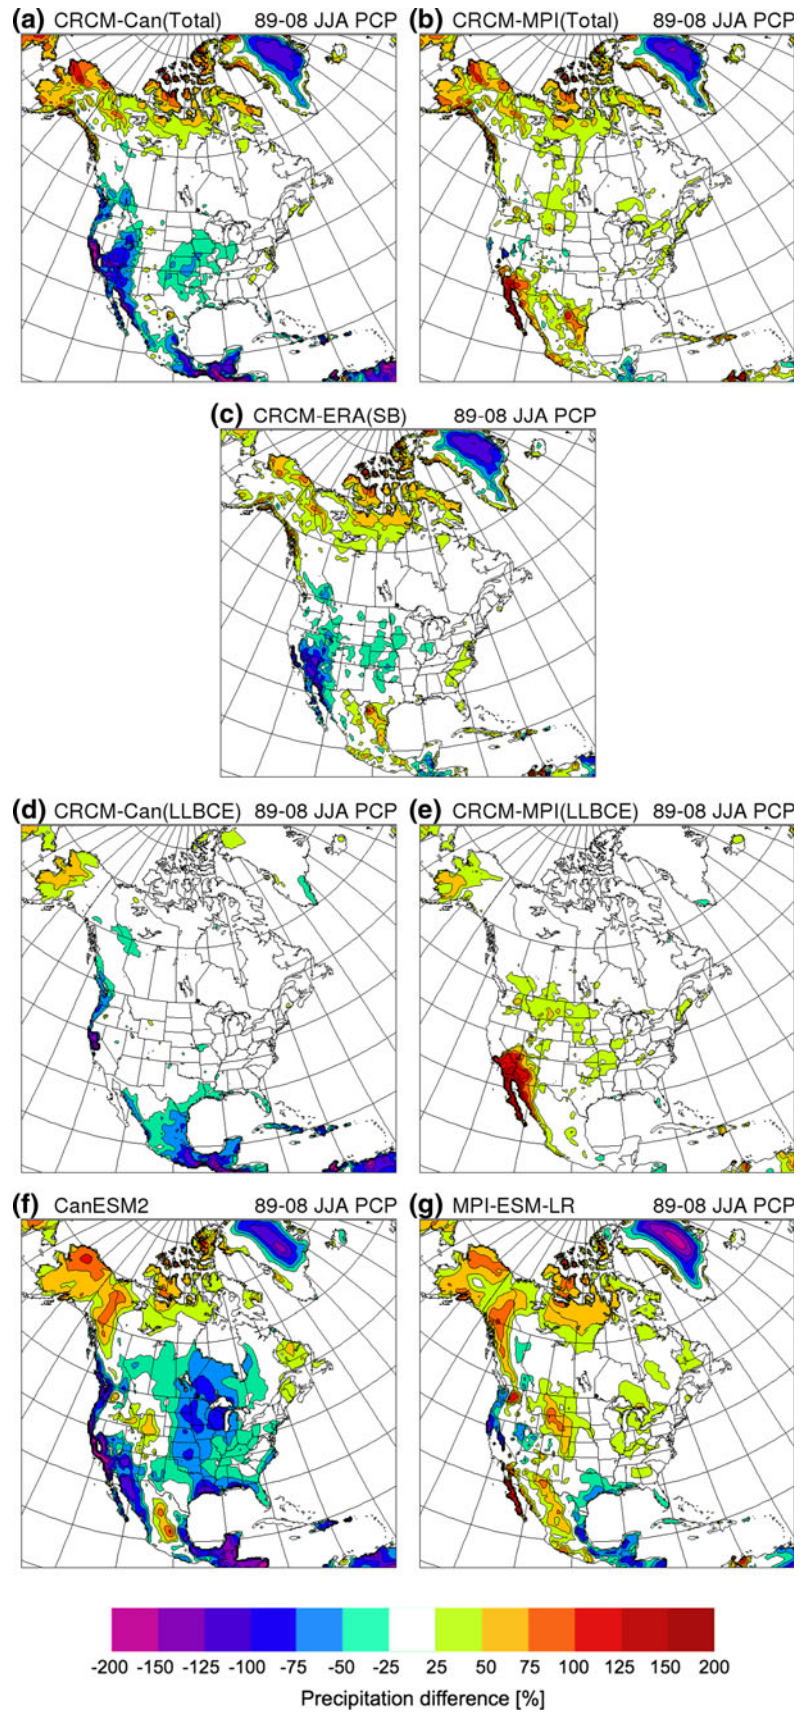 (a) CRCM-Can(Total) 89-08 JJA PCP
(b) CRCM-MPI(Total) 89-08 JJA PCP
(c) CRCM-ERA(SB) 89-08 JJA PCP
(d) CRCM-Can(LLBCE) 89-08 JJA PCP
(e) CRCM-MPI(LLBCE) 89-08 JJA PCP
(f) CanESM2 89-08 JJA PCP
(g) MPI-ESM-LR 89-08 JJA PCP
-200 -150 -125 -100 -75 -50 -25 25 50 75 100 125 150 200
Precipitation difference [%]